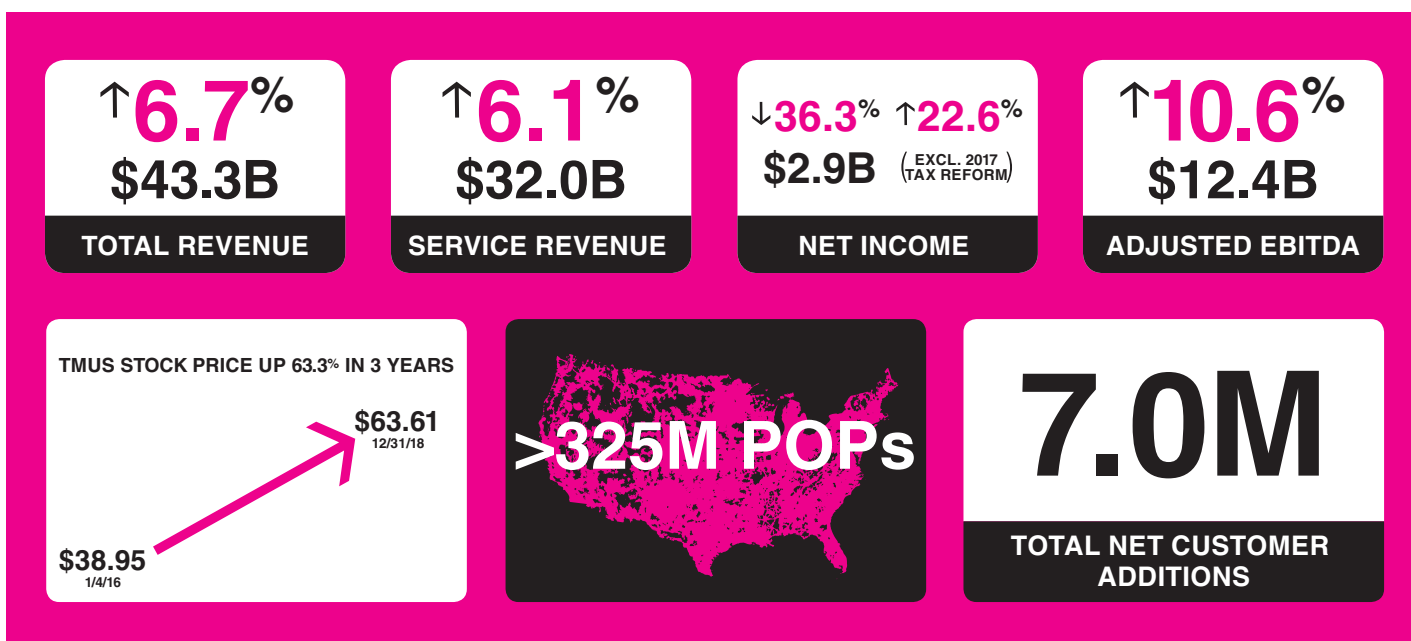 ↑6.7%
$43.3B
TOTAL REVENUE
↑6.1%
$32.0B
SERVICE REVENUE
↓36.3% ↑22.6%
$2.9B (EXCL. 2017
TAX REFORM)
NET INCOME
↑10.6%
$12.4B
ADJUSTED EBITDA
TMUS STOCK PRICE UP 63.3% IN 3 YEARS
$63.61
12/31/18
$38.95
1/4/16
>325M POPs
7.0M
TOTAL NET CUSTOMER
ADDITIONS